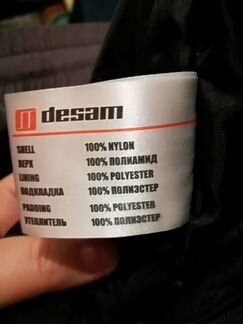 desam
SHELL 100% NYLON
ВЕРХ 100% ПОЛИАМИД
LINING 100% POLYESTER
ПОДКЛАДКА 100% ПОЛИЭСТЕР
PADDING 100% POLYESTER
УТЕПЛИТЕЛЬ 100% ПОЛИЭСТЕР